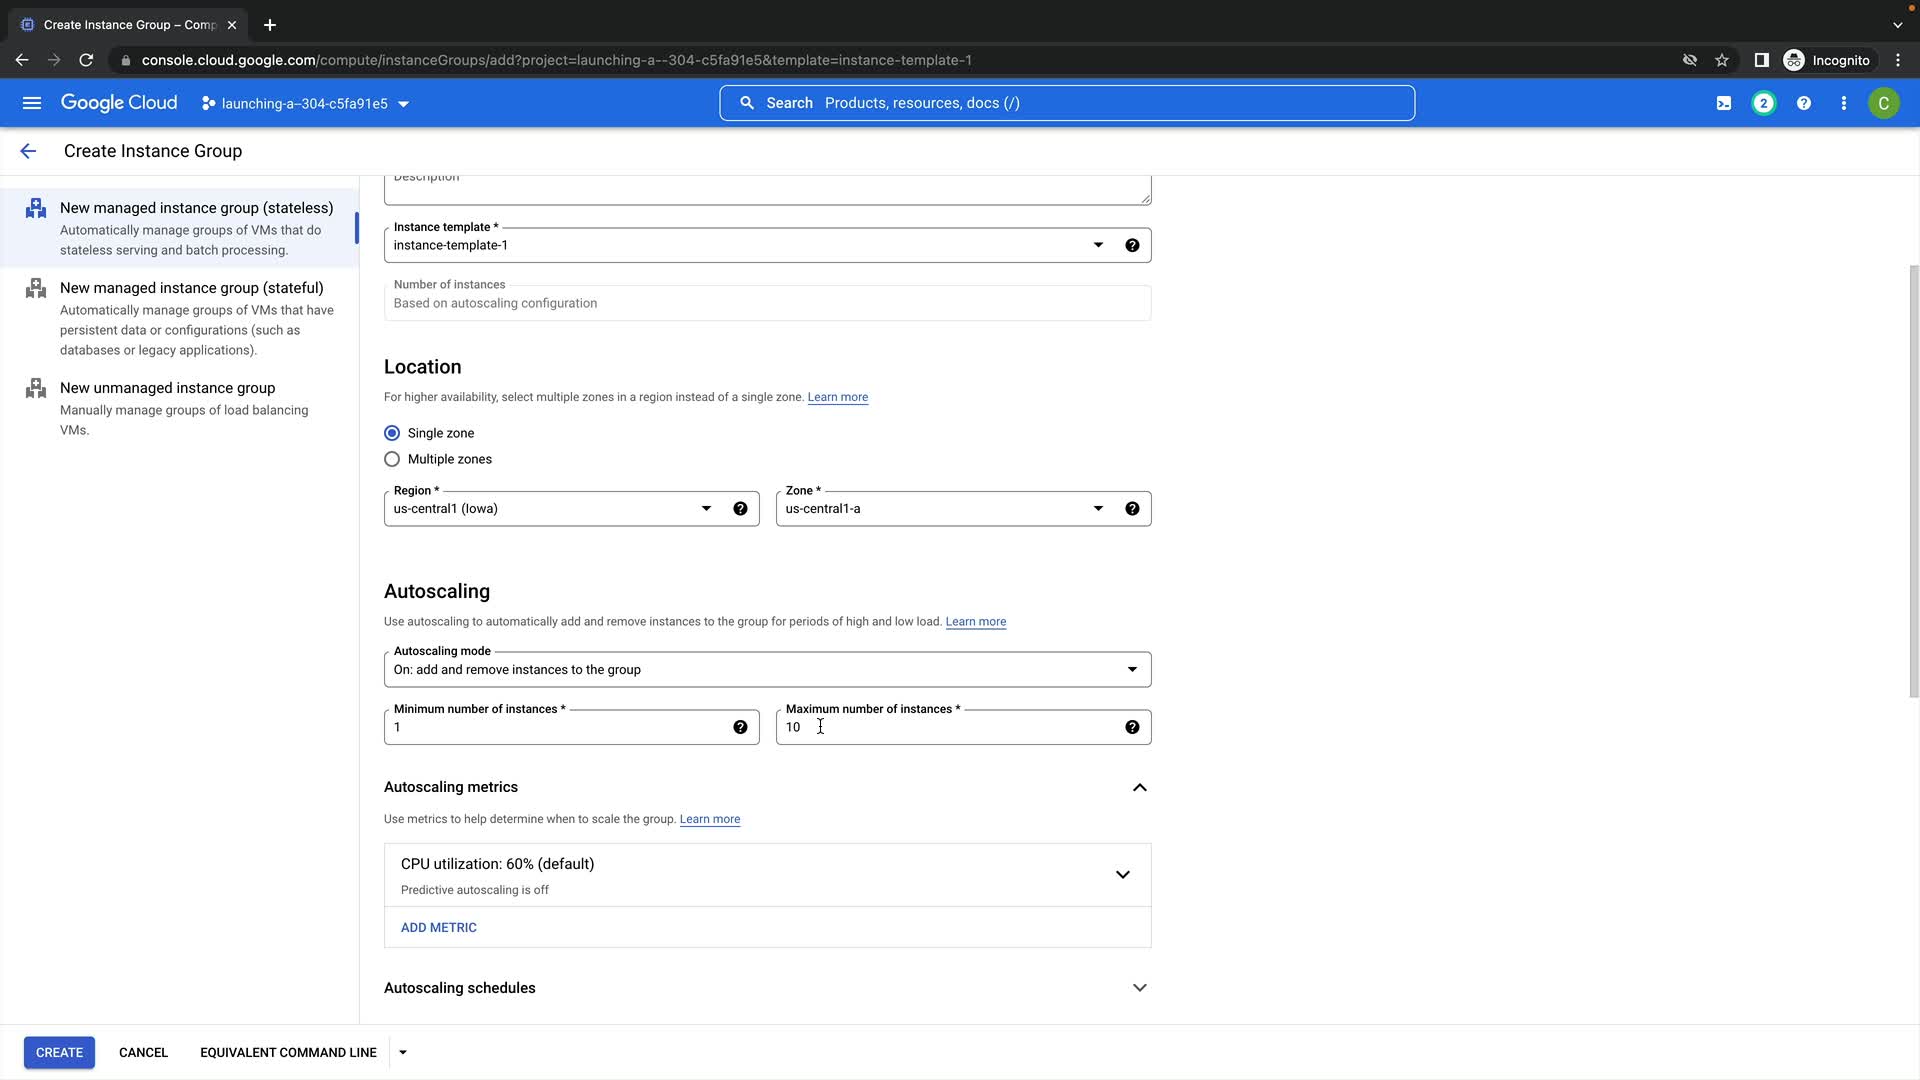 Create Instance Group – Comp
console.cloud.google.com/compute/instanceGroups/add?project=launching-a--304-c5fa91e5&template=instance-template-1
Incognito
Google Cloud
launching-a--304-c5fa91e5
Search Products, resources, docs (/)
2
C
Create Instance Group
New managed instance group (stateless)
Automatically manage groups of VMs that do
stateless serving and batch processing.
New managed instance group (stateful)
Automatically manage groups of VMs that have
persistent data or configurations (such as
databases or legacy applications).
New unmanaged instance group
Manually manage groups of load balancing
VMs.
Description
Instance template *
instance-template-1
Number of instances
Based on autoscaling configuration
Location
For higher availability, select multiple zones in a region instead of a single zone. Learn more
Single zone
Multiple zones
Region *
us-central1 (Iowa)
Zone *
us-central1-a
Autoscaling
Use autoscaling to automatically add and remove instances to the group for periods of high and low load. Learn more
Autoscaling mode
On: add and remove instances to the group
Minimum number of instances *
1
Maximum number of instances *
10
Autoscaling metrics
Use metrics to help determine when to scale the group. Learn more
CPU utilization: 60% (default)
Predictive autoscaling is off
ADD METRIC
Autoscaling schedules
CREATE
CANCEL
EQUIVALENT COMMAND LINE